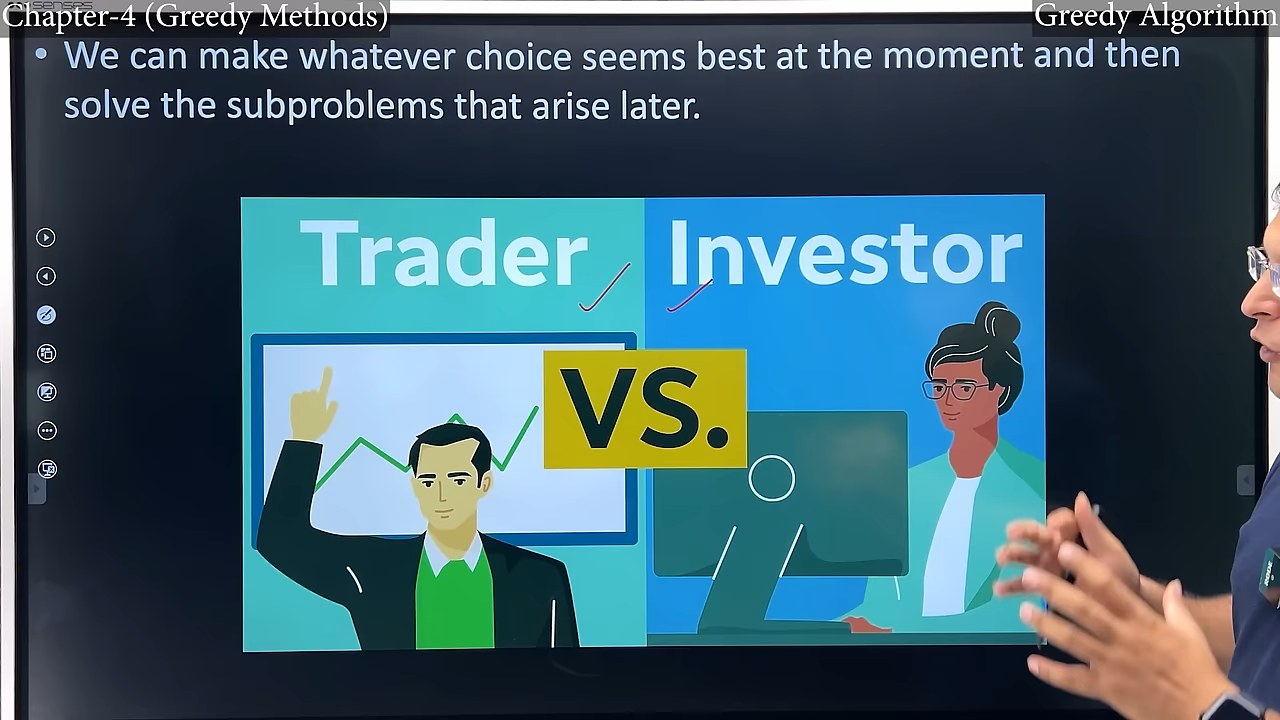 Chapter-4 (Greedy Methods)
Greedy Algorithm
• We can make whatever choice seems best at the moment and then
solve the subproblems that arise later.
Trader
Investor
VS.